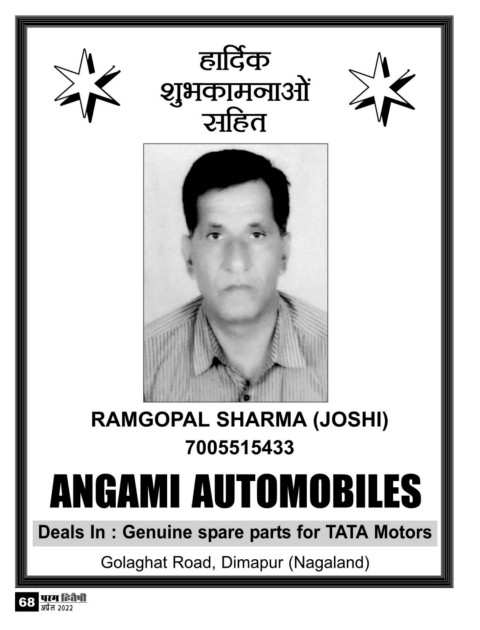 हार्दिक
शुभकामनाओं
सहित
RAMGOPAL SHARMA (JOSHI)
7005515433
ANGAMI AUTOMOBILES
Deals In : Genuine spare parts for TATA Motors
Golaghat Road, Dimapur (Nagaland)
68 परम हितैषी
अप्रैल 2022